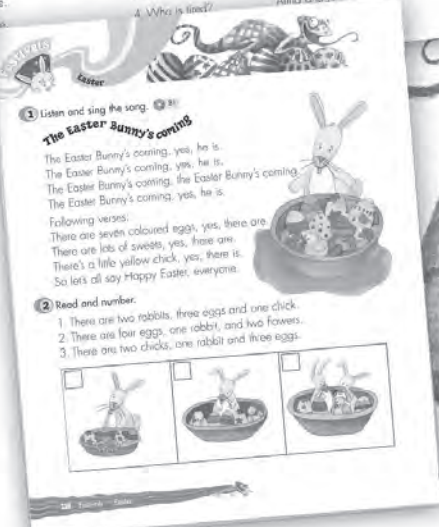 4. Who is tired?
Easter
1 Listen and sing the song.
The Easter Bunny's coming
The Easter Bunny's coming, yes, he is.
The Easter Bunny's coming, yes, he is.
The Easter Bunny's coming, the Easter Bunny's coming,
The Easter Bunny's coming, yes, he is.
Following verses:
There are seven coloured eggs, yes, there are.
There are lots of sweets, yes, there are.
There's a little yellow chick, yes, there is.
So let's all say Happy Easter, everyone.
2 Read and number.
1. There are two rabbits, three eggs and one chick.
2. There are four eggs, one rabbit, and two flowers.
3. There are two chicks, one rabbit and three eggs.
Easter